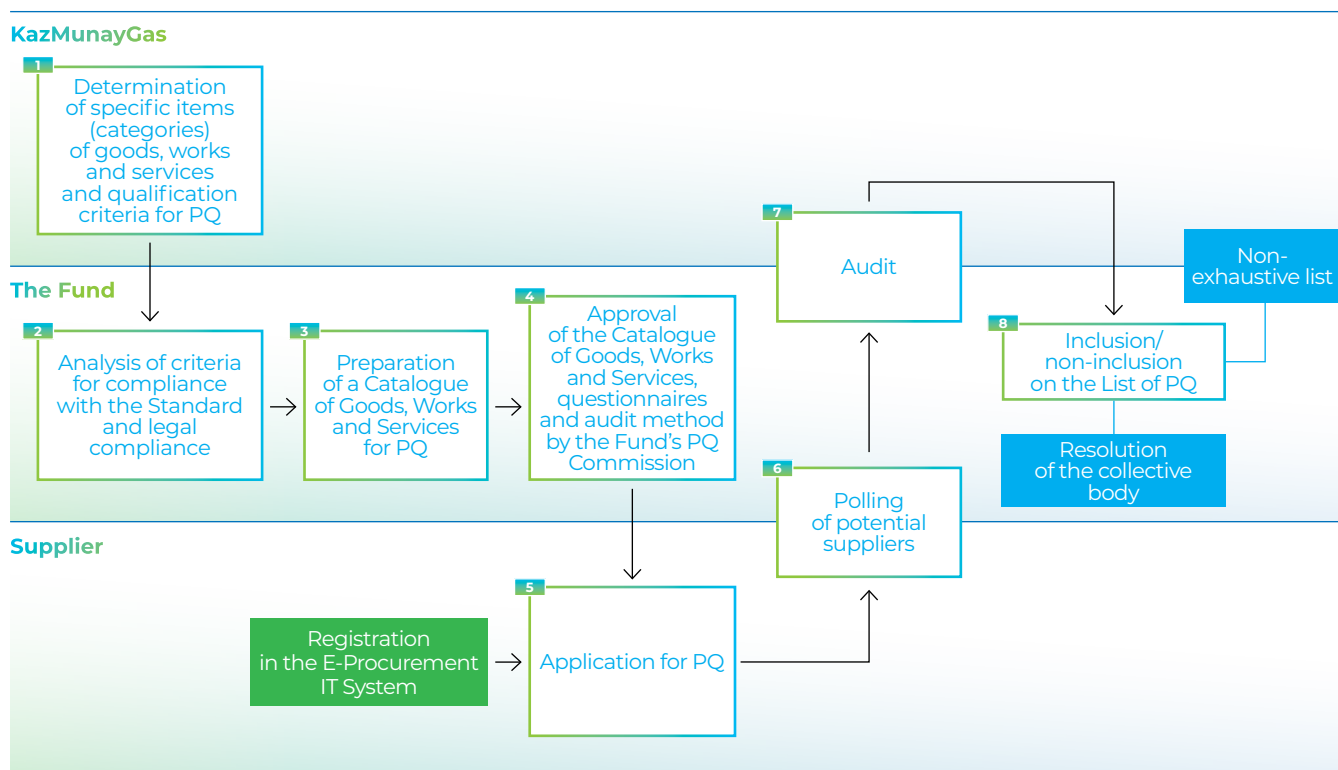 KazMunayGas
1
Determination
of specific items
(categories)
of goods, works
and services
and qualification
criteria for PQ
The Fund
2
Analysis of criteria
for compliance
with the Standard
and legal
compliance
3
Preparation
of a Catalogue
of Goods, Works
and Services
for PQ
4
Approval
of the Catalogue
of Goods, Works
and Services,
questionnaires
and audit method
by the Fund's PQ
Commission
Supplier
Registration
in the E-Procurement
IT System
5
Application for PQ
6
Polling
of potential
suppliers
7
Audit
8
Inclusion/
non-inclusion
on the List of PQ
Non-
exhaustive list
Resolution
of the collective
body